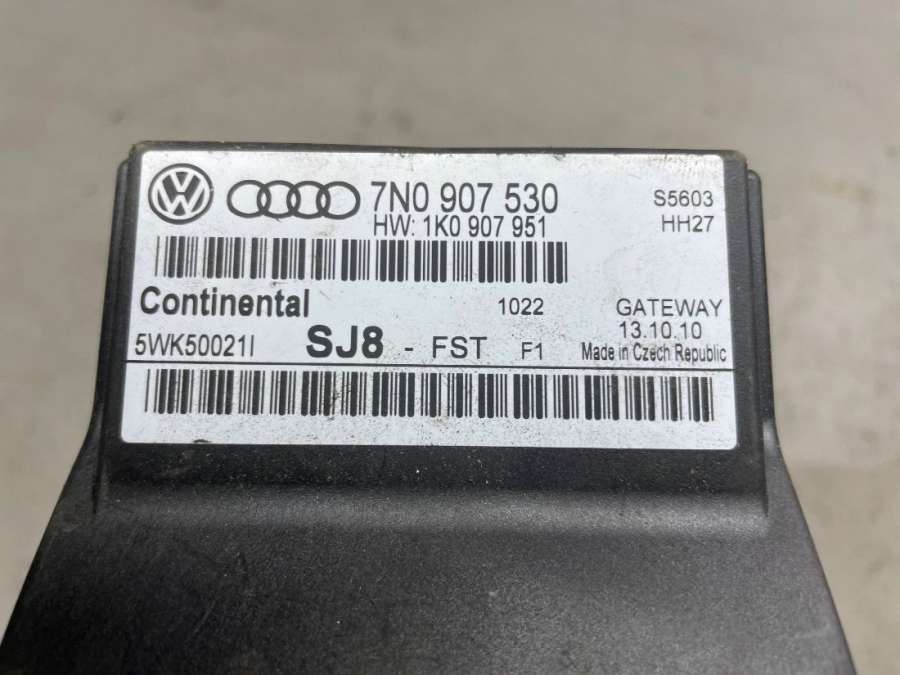 7N0 907 530
S5603
HW: 1K0 907 951
HH27
Continental
1022
GATEWAY
13.10.10
5WK50021I
SJ8 - FST F1
Made in Czech Republic